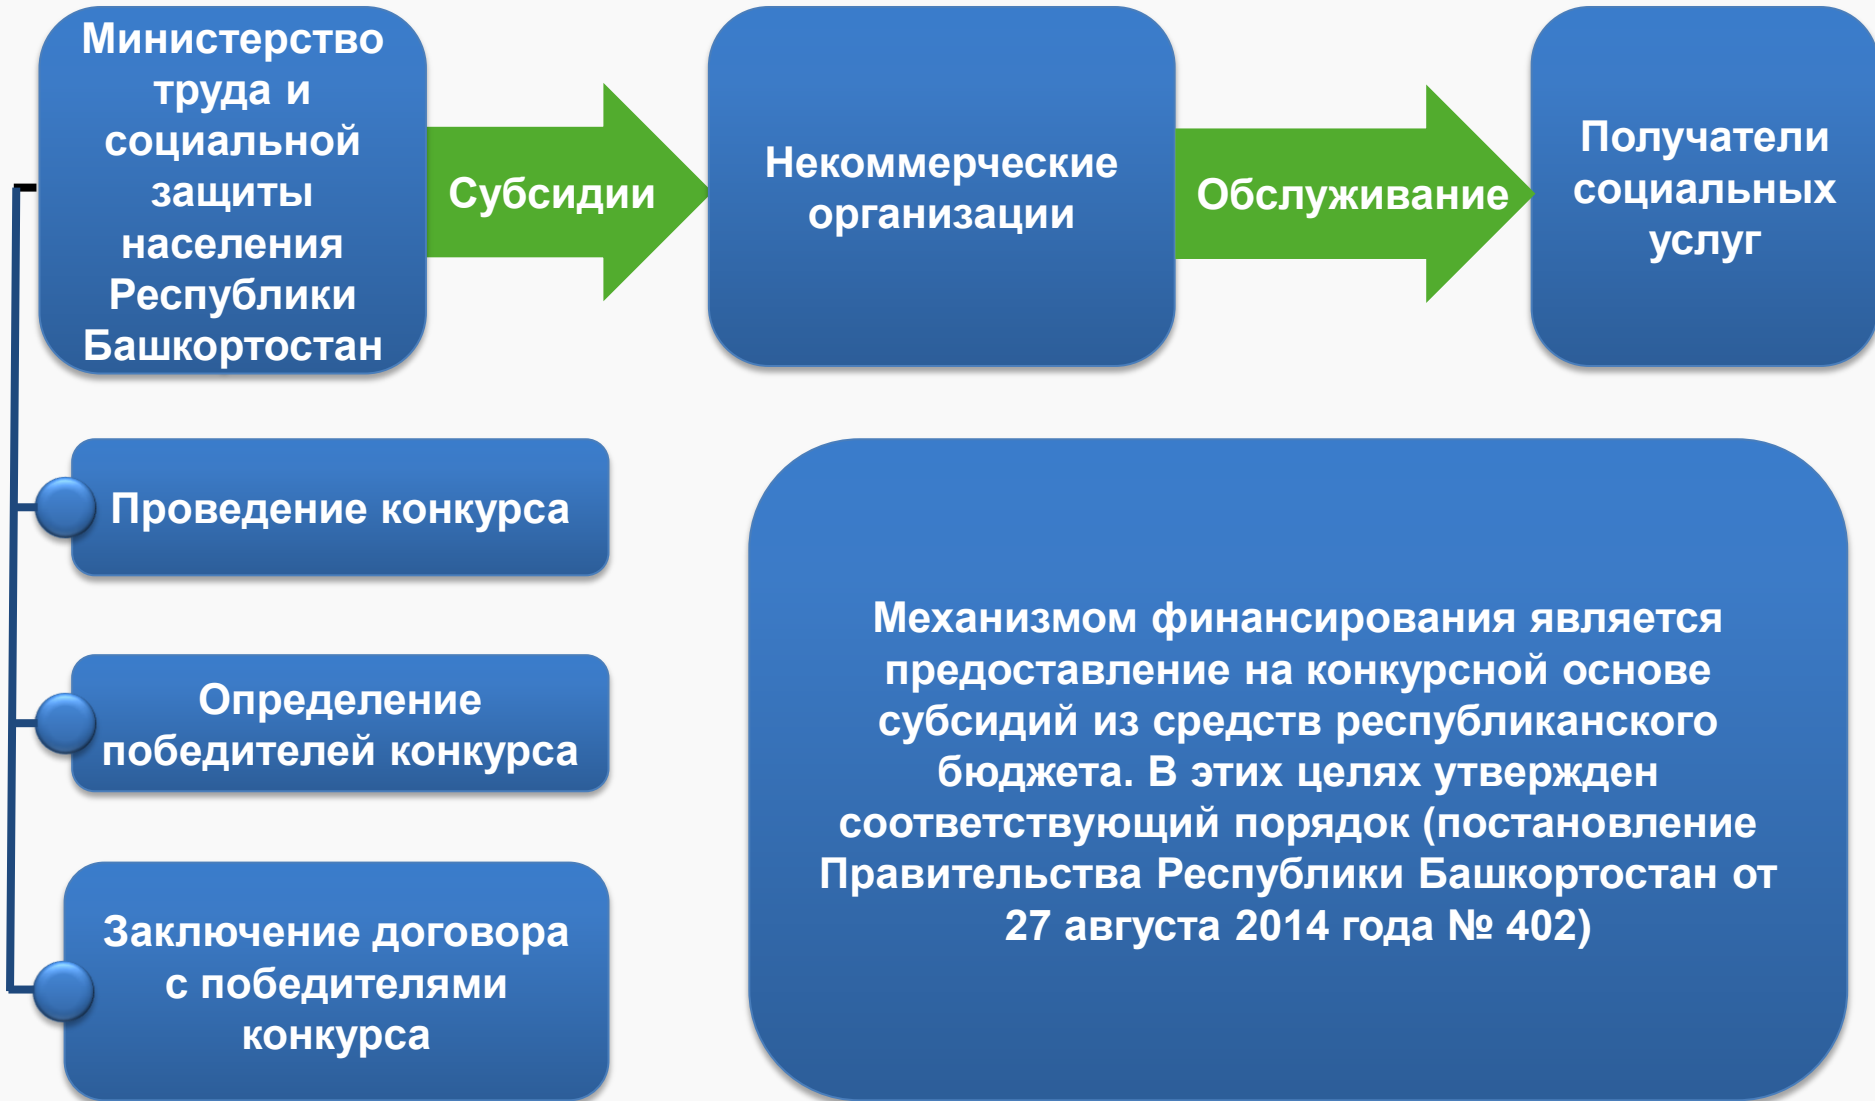 Министерство
труда и
социальной
защиты
населения
Республики
Башкортостан
Субсидии
Некоммерческие
организации
Обслуживание
Получатели
социальных
услуг
Проведение конкурса
Определение
победителей конкурса
Заключение договора
с победителями
конкурса
Механизмом финансирования является
предоставление на конкурсной основе
субсидий из средств республиканского
бюджета. В этих целях утвержден
соответствующий порядок (постановление
Правительства Республики Башкортостан от
27 августа 2014 года № 402)